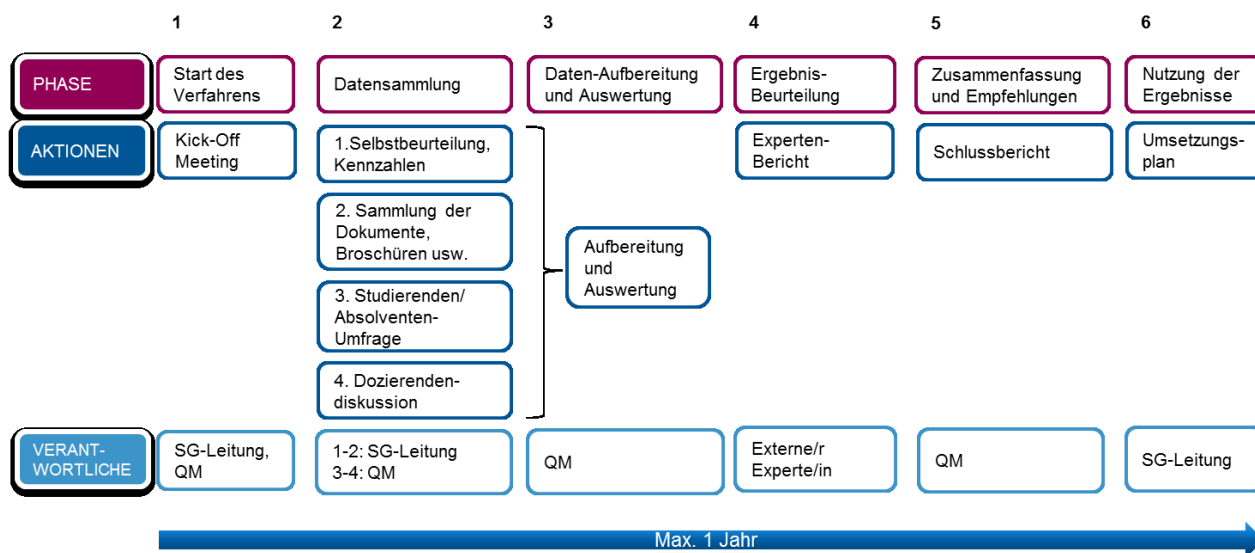 1 2 3 4 5 6
PHASE
Start des
Verfahrens
Datensammlung
Daten-Aufbereitung
und Auswertung
Ergebnis-
Beurteilung
Zusammenfassung
und Empfehlungen
Nutzung der
Ergebnisse
AKTIONEN
Kick-Off
Meeting
1.Selbstbeurteilung,
Kennzahlen
2. Sammlung der
Dokumente,
Broschüren usw.
3. Studierenden/
Absolventen-
Umfrage
4. Dozierenden-
diskussion
Aufbereitung
und
Auswertung
Experten-
Bericht
Schlussbericht
Umsetzungs-
plan
VERANT-
WORTLICHE
SG-Leitung,
QM
1-2: SG-Leitung
3-4: QM
QM
Externe/r
Experte/in
QM
SG-Leitung
Max. 1 Jahr